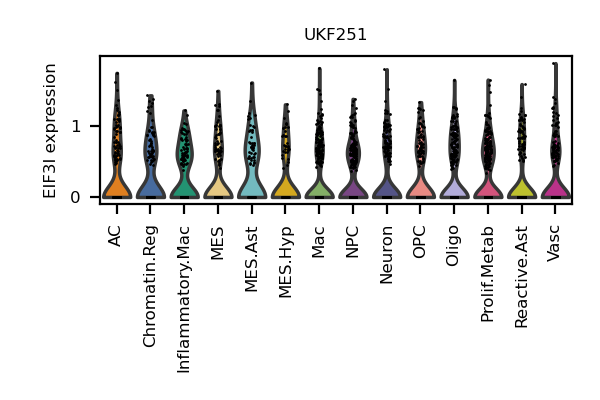 UKF251
EIF3I expression
1
0
AC
Chromatin.Reg
Inflammatory.Mac
MES
MES.Ast
MES.Hyp
Mac
NPC
Neuron
OPC
Oligo
Prolif.Metab
Reactive.Ast
Vasc